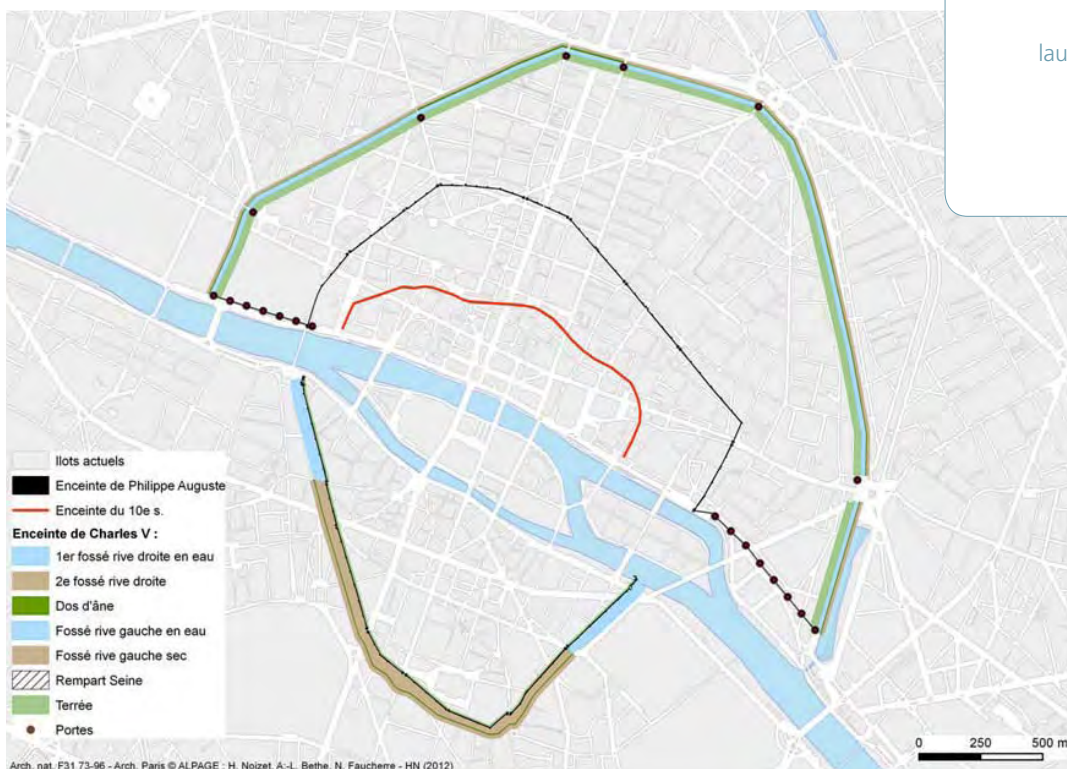 lau
Ilots actuels
Enceinte de Philippe Auguste
Enceinte du 10e s.
Enceinte de Charles V :
1er fossé rive droite en eau
2e fossé rive droite
Dos d'âne
Fossé rive gauche en eau
Fossé rive gauche sec
Rempart Seine
Terrée
Portes
0 250 500 m
Arch. nat. F31 73-96 - Arch. Paris © ALPAGE : H. Noizet, A.-L. Bethe, N. Faucherre - HN (2012)